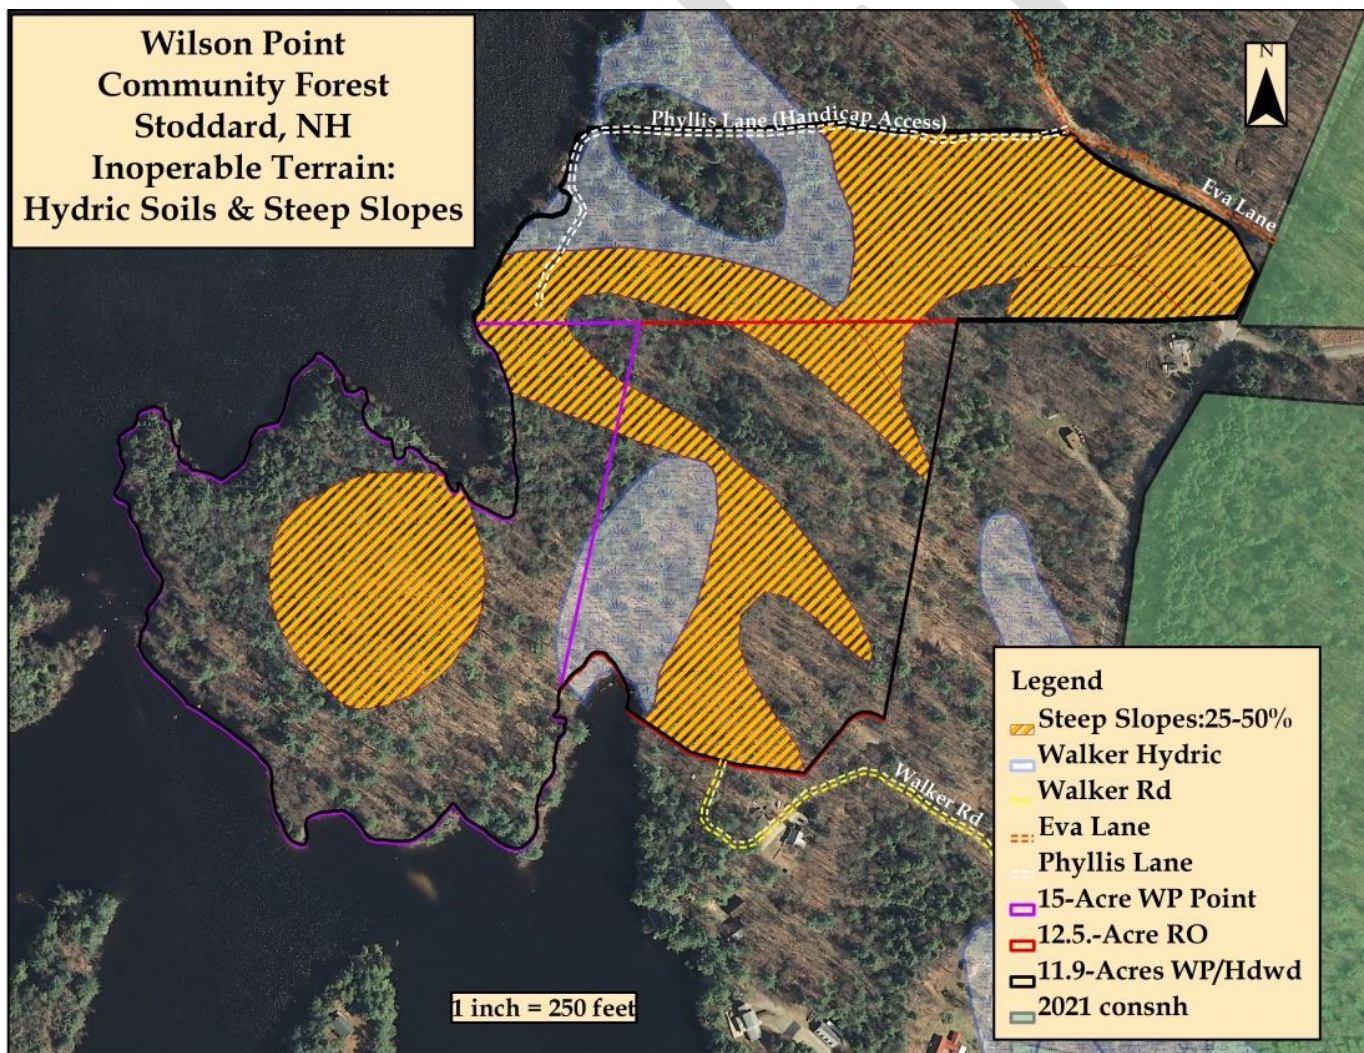 Wilson Point
Community Forest
Stoddard, NH
Inoperable Terrain:
Hydric Soils & Steep Slopes
N
Phyllis Lane (Handicap Access)
Eva Lane
Walker Rd
1 inch = 250 feet
Legend
Steep Slopes:25-50%
Walker Hydric
Walker Rd
Eva Lane
Phyllis Lane
15-Acre WP Point
12.5.-Acre RO
11.9-Acres WP/Hdwd
2021 consnh